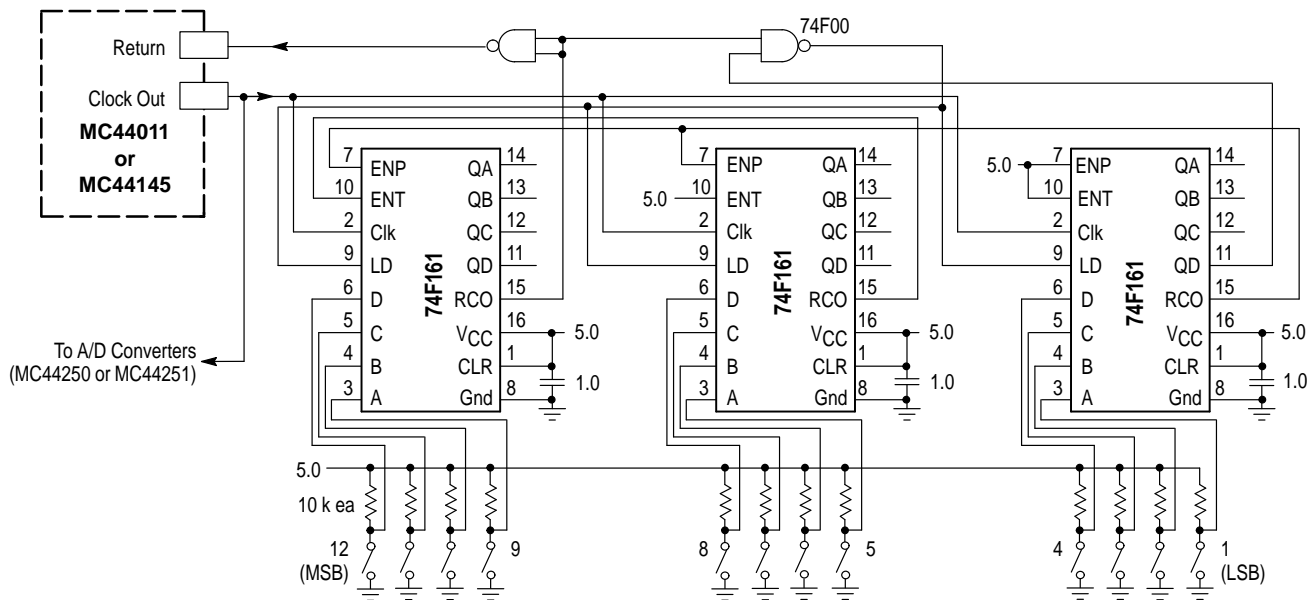 74F00
Return
Clock Out
MC44011
or
MC44145
To A/D Converters
(MC44250 or MC44251)
7 ENP QA 14
10 ENT QB 13
2 Clk QC 12
9 LD QD 11
6 D RCO 15
5 C VCC 16
4 B CLR 1
3 A Gnd 8
74F161
5.0
1.0
5.0
7 ENP QA 14
10 ENT QB 13
2 Clk QC 12
9 LD QD 11
6 D RCO 15
5 C VCC 16
4 B CLR 1
3 A Gnd 8
74F161
5.0
1.0
5.0
7 ENP QA 14
10 ENT QB 13
2 Clk QC 12
9 LD QD 11
6 D RCO 15
5 C VCC 16
4 B CLR 1
3 A Gnd 8
74F161
5.0
1.0
5.0
10 k ea
12
(MSB)
9
8
5
4
1
(LSB)